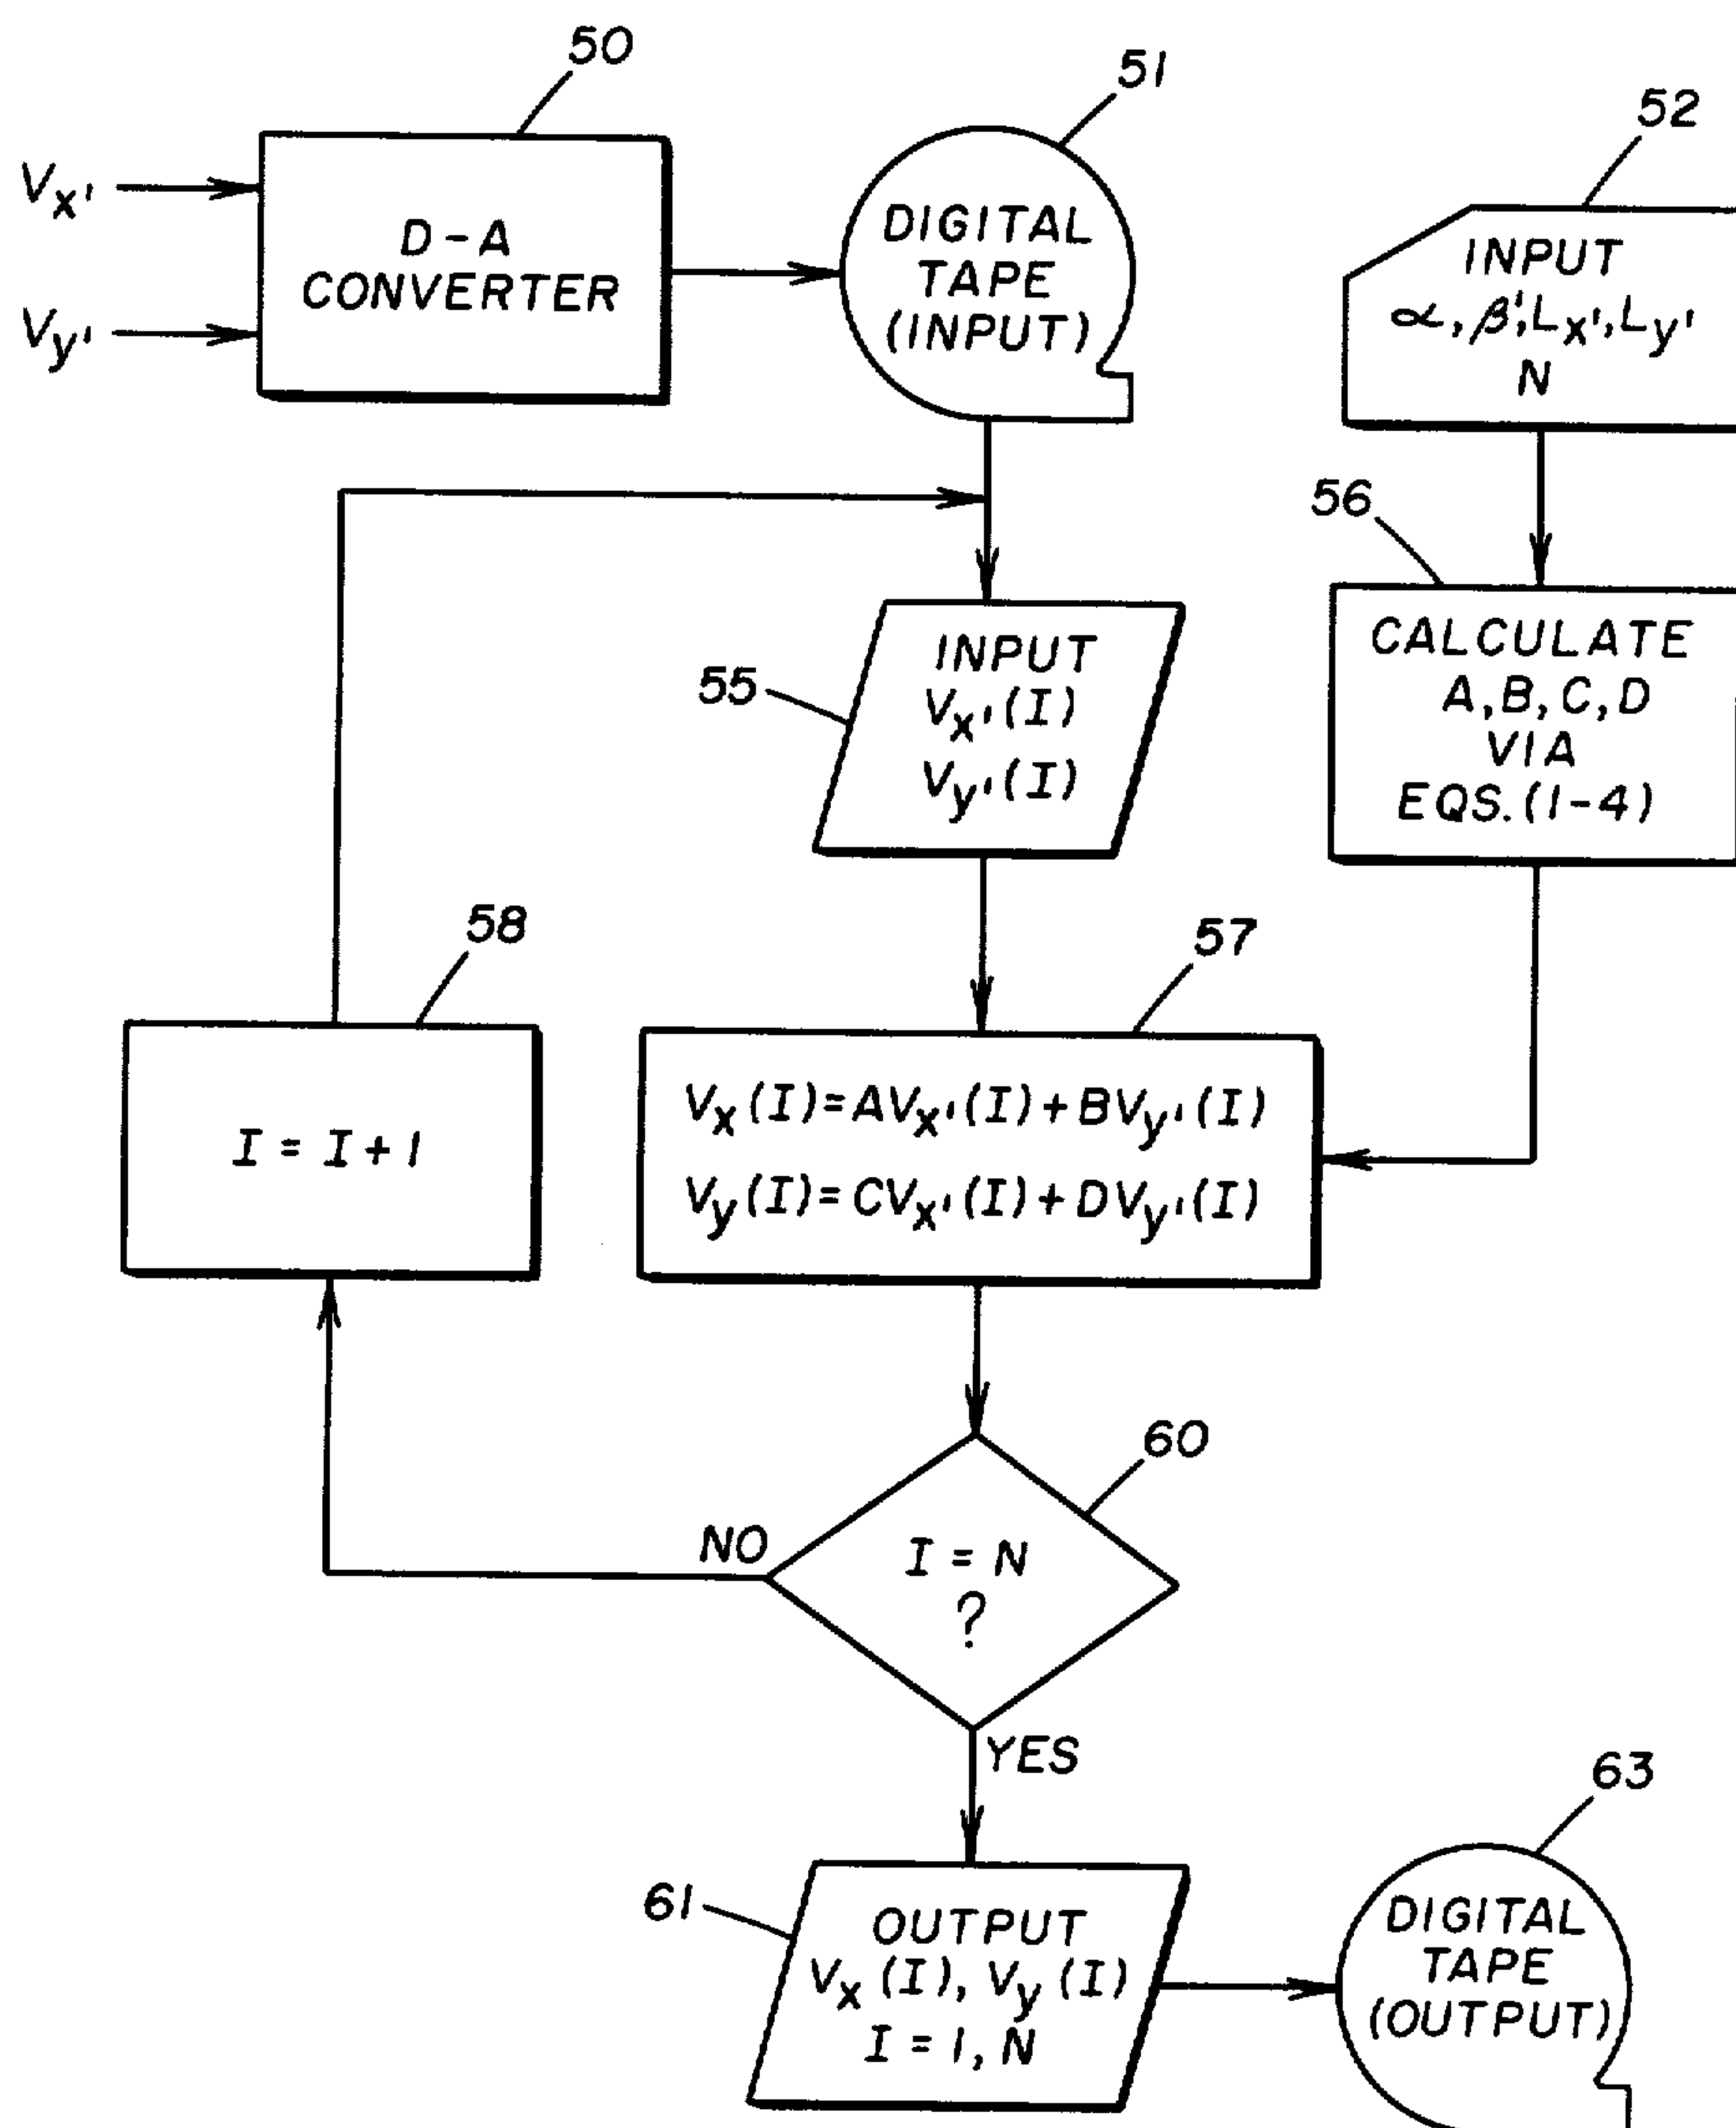 50
51
52
Vx'
Vy'
D-A
CONVERTER
DIGITAL
TAPE
(INPUT)
INPUT
α, β', Lx', Ly'
N
56
55
INPUT
Vx'(I)
Vy'(I)
CALCULATE
A,B,C,D
VIA
EQS.(1-4)
58
57
I=I+1
Vx(I)=AVx'(I)+BVy'(I)
Vy(I)=CVx'(I)+DVy'(I)
60
NO
I=N
?
YES
63
61
OUTPUT
Vx(I), Vy(I)
I=1,N
DIGITAL
TAPE
(OUTPUT)